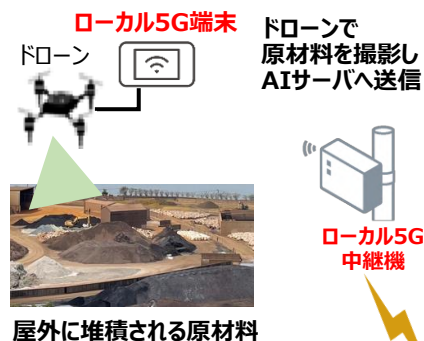 ローカル5G端末
ドローン
ドローンで
原材料を撮影し
AIサーバへ送信
ローカル5G
中継機
屋外に堆積される原材料